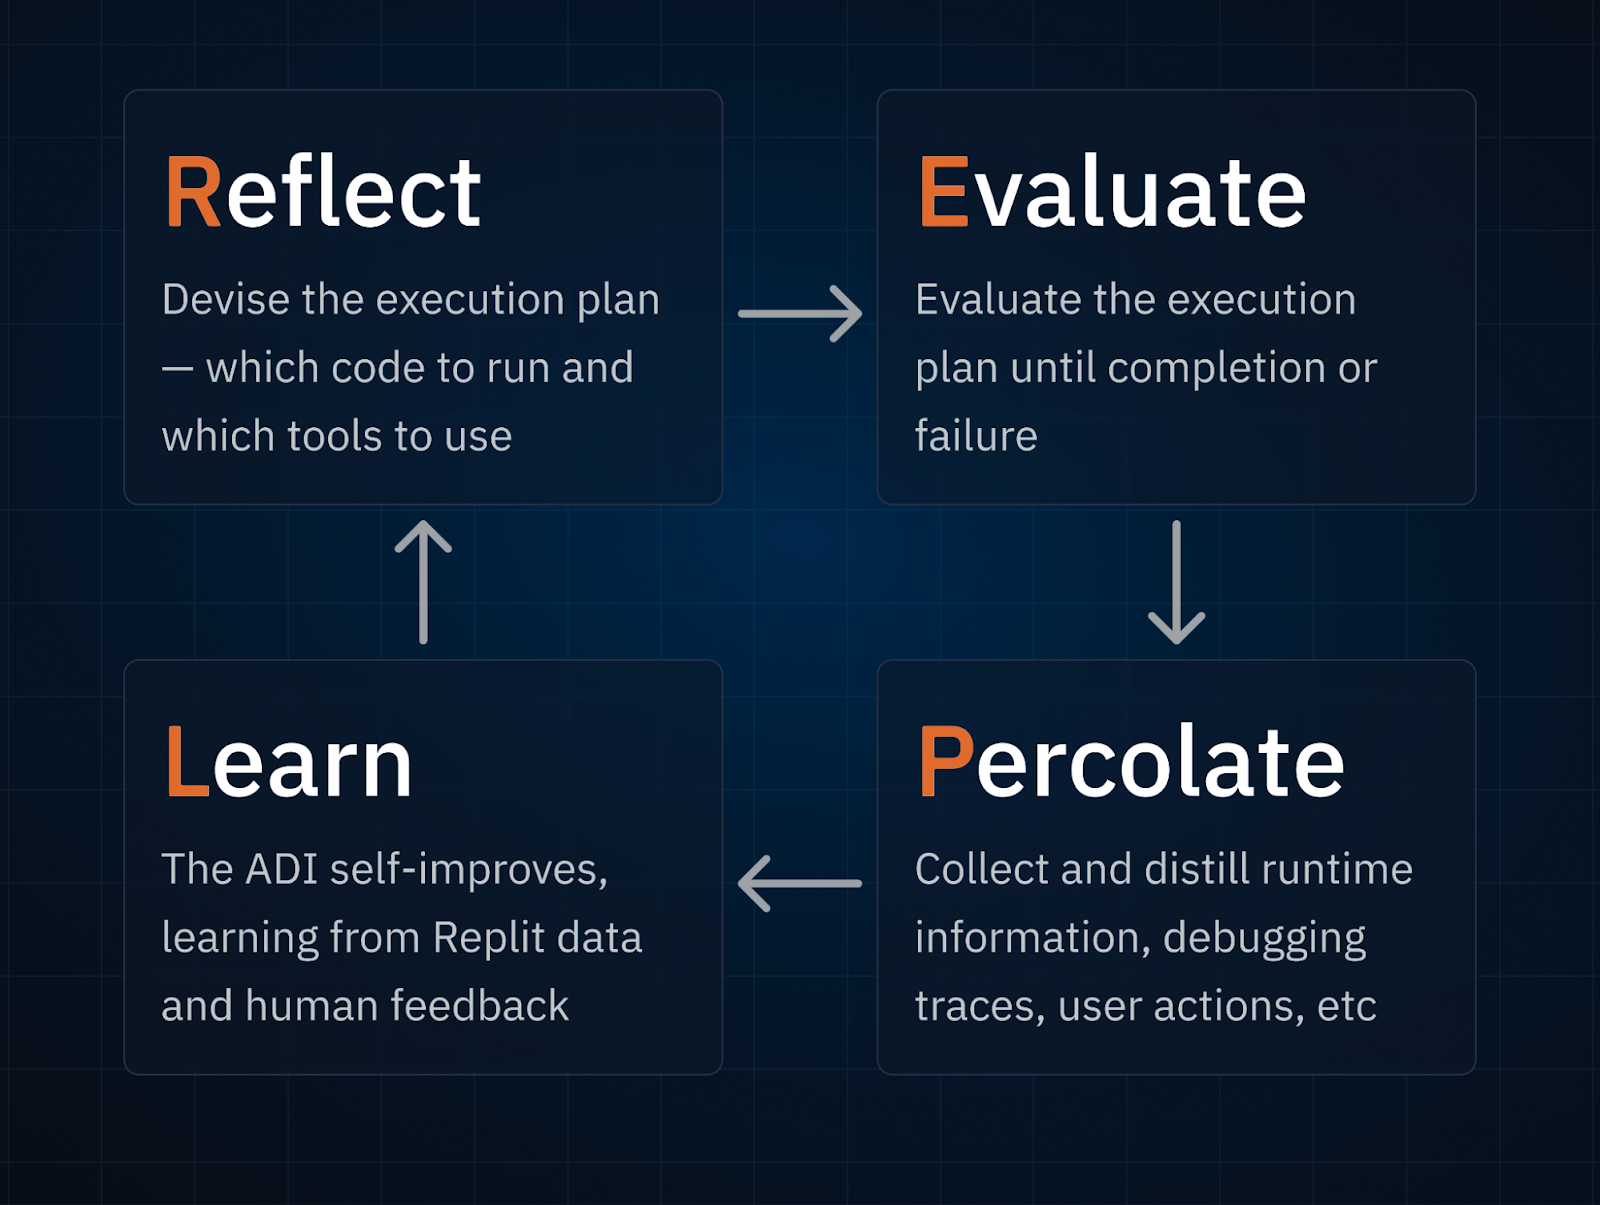 Reflect
Devise the execution plan
— which code to run and
which tools to use
Evaluate
Evaluate the execution
plan until completion or
failure
Learn
The ADI self-improves,
learning from Replit data
and human feedback
Percolate
Collect and distill runtime
information, debugging
traces, user actions, etc